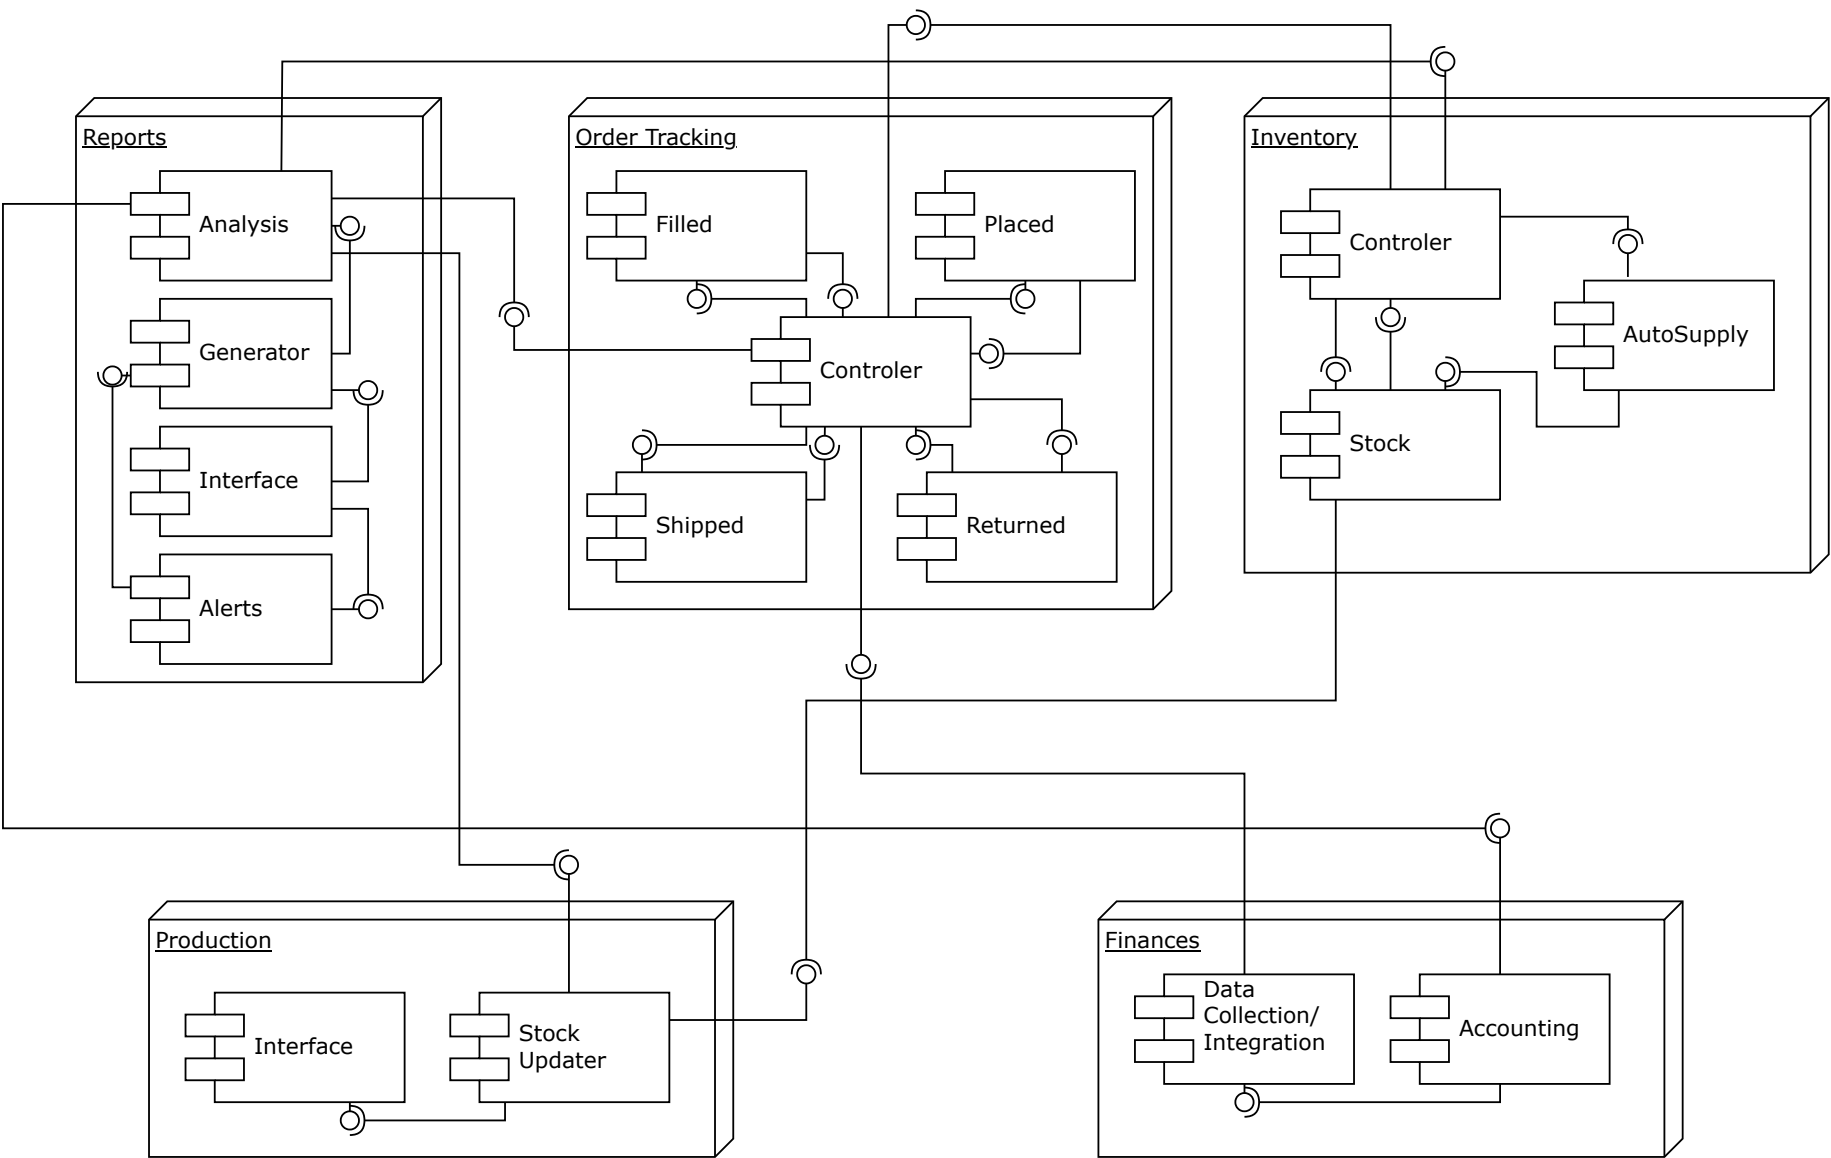 Reports
Analysis
Generator
Interface
Alerts
Order Tracking
Filled
Placed
Controler
Shipped
Returned
Inventory
Controler
AutoSupply
Stock
Production
Interface
Stock
Updater
Finances
Data
Collection/
Integration
Accounting